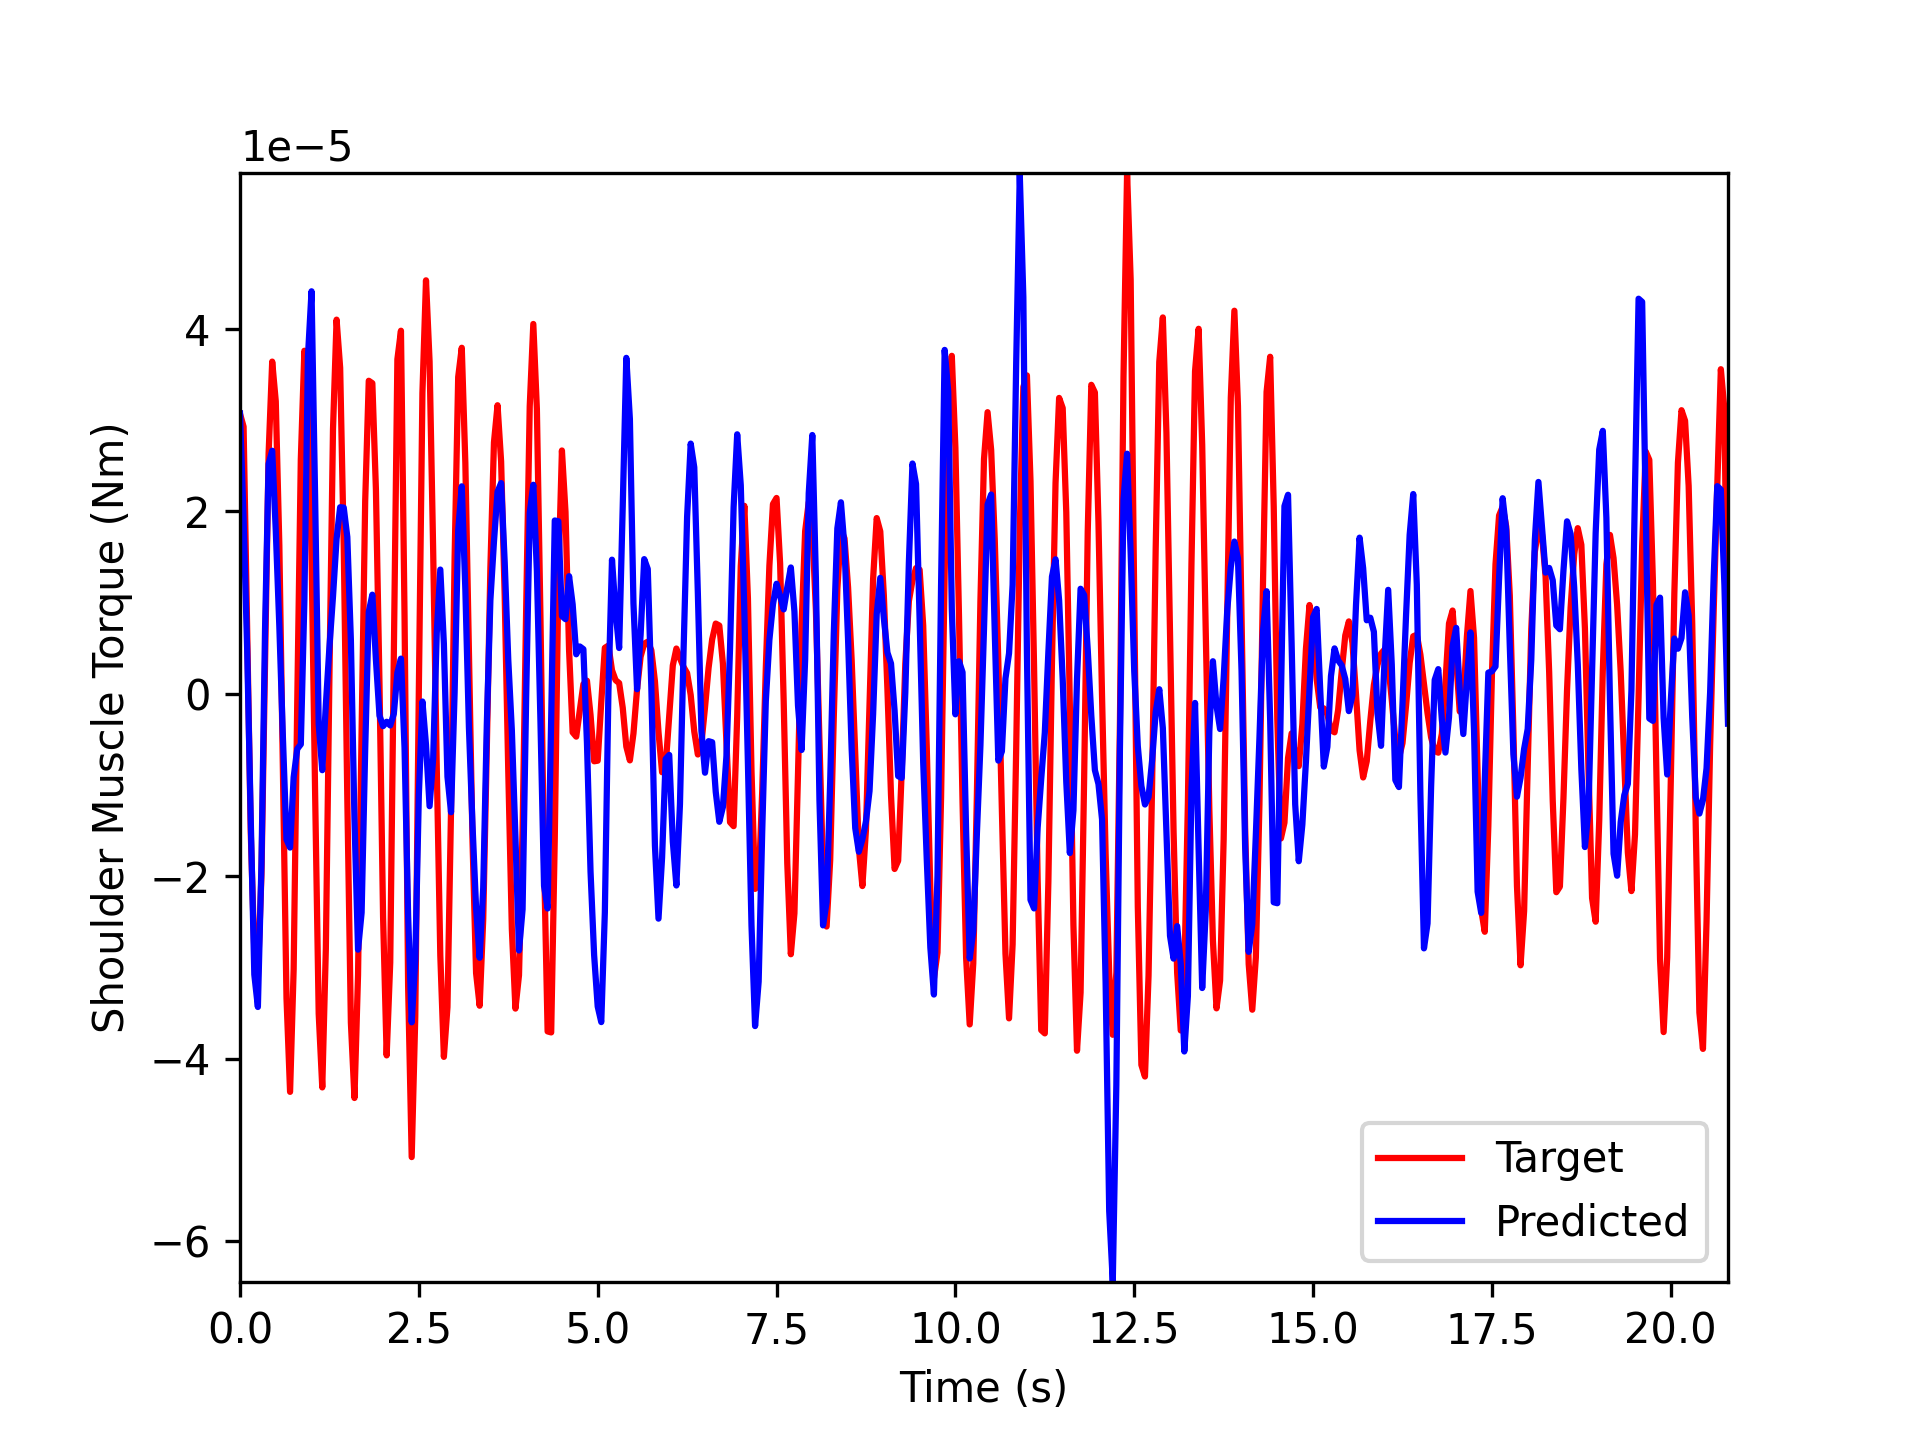 1e−5
4
2
0
−2
−4
−6
Shoulder Muscle Torque (Nm)
Target
Predicted
0.0 2.5 5.0 7.5 10.0 12.5 15.0 17.5 20.0
Time (s)